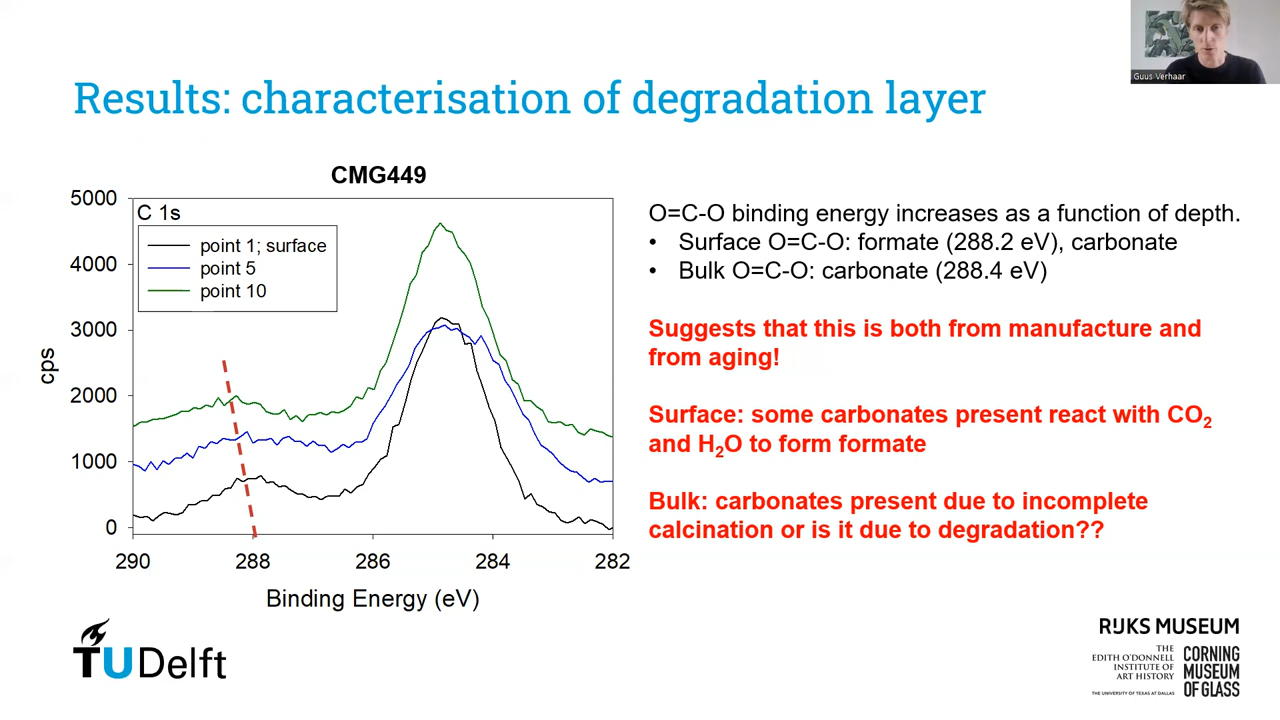 Guus Verhaar
Results: characterisation of degradation layer
CMG449
C 1s
point 1; surface
point 5
point 10
5000
4000
3000
2000
1000
0
cps
290
288
286
284
282
Binding Energy (eV)
O=C-O binding energy increases as a function of depth.
• Surface O=C-O: formate (288.2 eV), carbonate
• Bulk O=C-O: carbonate (288.4 eV)
Suggests that this is both from manufacture and
from aging!
Surface: some carbonates present react with CO₂
and H₂O to form formate
Bulk: carbonates present due to incomplete
calcination or is it due to degradation??
TUDelft
RIJKS MUSEUM
THE
EDITH O'DONNELL
INSTITUTE OF
ART HISTORY
THE UNIVERSITY OF TEXAS AT DALLAS
CORNING
MUSEUM
OF GLASS